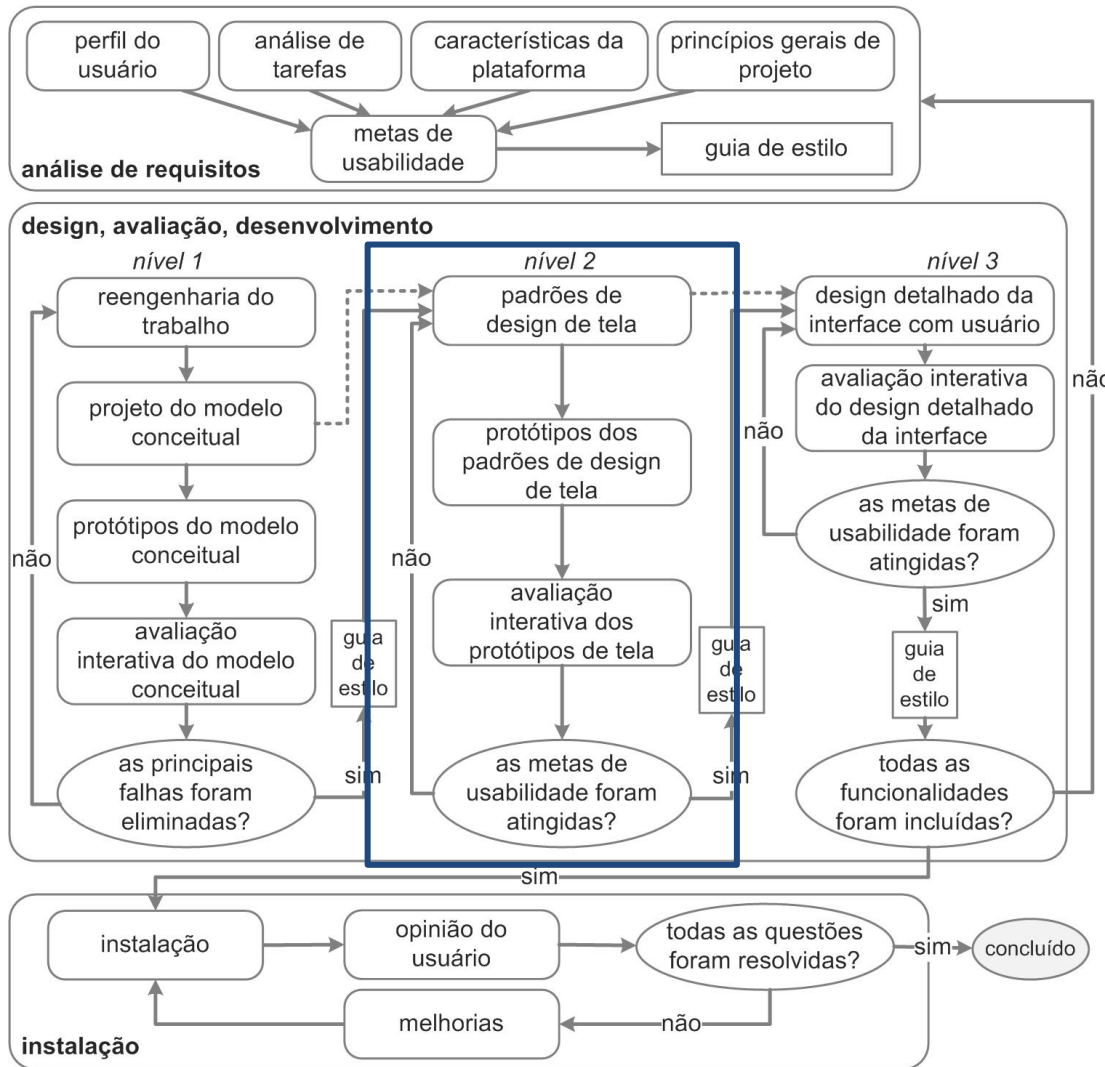 perfil do
usuário
análise de
tarefas
características da
plataforma
princípios gerais de
projeto
metas de
usabilidade
guia de estilo
análise de requisitos
design, avaliação, desenvolvimento
nível 1
reengenharia do
trabalho
projeto do modelo
conceitual
protótipos do modelo
conceitual
avaliação
interativa do modelo
conceitual
as principais
falhas foram
eliminadas?
não
sim
guia
de
estilo
nível 2
padrões de
design de tela
protótipos dos
padrões de design
de tela
avaliação
interativa dos
protótipos de tela
as metas de
usabilidade foram
atingidas?
não
sim
guia
de
estilo
nível 3
design detalhado da
interface com usuário
avaliação interativa
do design detalhado
da interface
as metas de
usabilidade foram
atingidas?
não
sim
guia
de
estilo
todas as
funcionalidades
foram incluídas?
não
sim
instalação
opinião do
usuário
todas as questões
foram resolvidas?
sim
concluído
não
melhorias
instalação